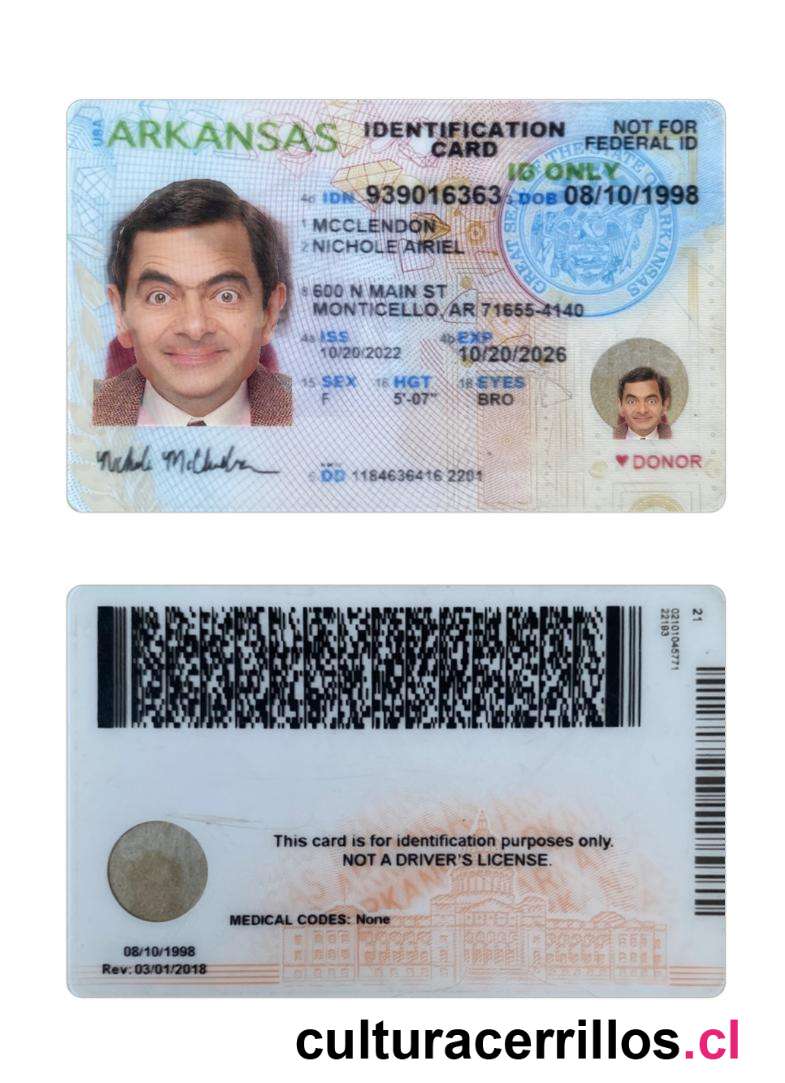 USA ARKANSAS IDENTIFICATION CARD NOT FOR FEDERAL ID
ID ONLY
4d IDN 939016363 3 DOB 08/10/1998
1 MCCLENDON
2 NICHOLE AIRIEL
8 600 N MAIN ST
MONTICELLO, AR 71655-4140
4a ISS 4b EXP
10/20/2022 10/20/2026
15 SEX 16 HGT 18 EYES
F 5'-07" BRO
♥ DONOR
Nichole McClendon
5 DD 1184636416 2201
GREAT SEAL OF THE STATE OF ARKANSAS
21
02101045771
22183
This card is for identification purposes only.
NOT A DRIVER'S LICENSE.
MEDICAL CODES: None
08/10/1998
Rev: 03/01/2018
culturacerrillos.cl